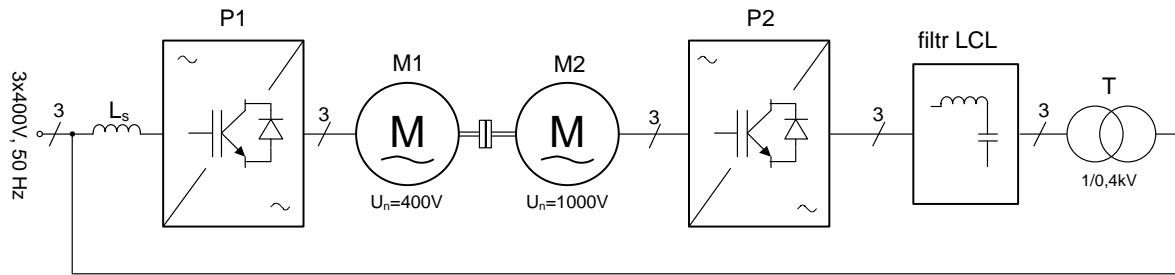 3x400V, 50 Hz
3
Ls
P1
3
M1
M
Un=400V
M2
M
Un=1000V
3
P2
3
filtr LCL
3
T
1/0,4kV